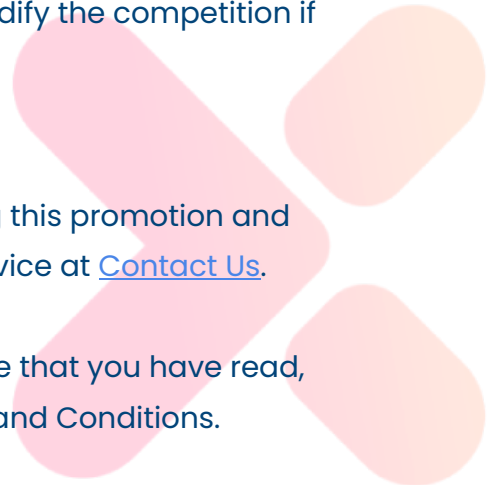 dify the competition if
this promotion and
vice at Contact Us.
e that you have read,
and Conditions.